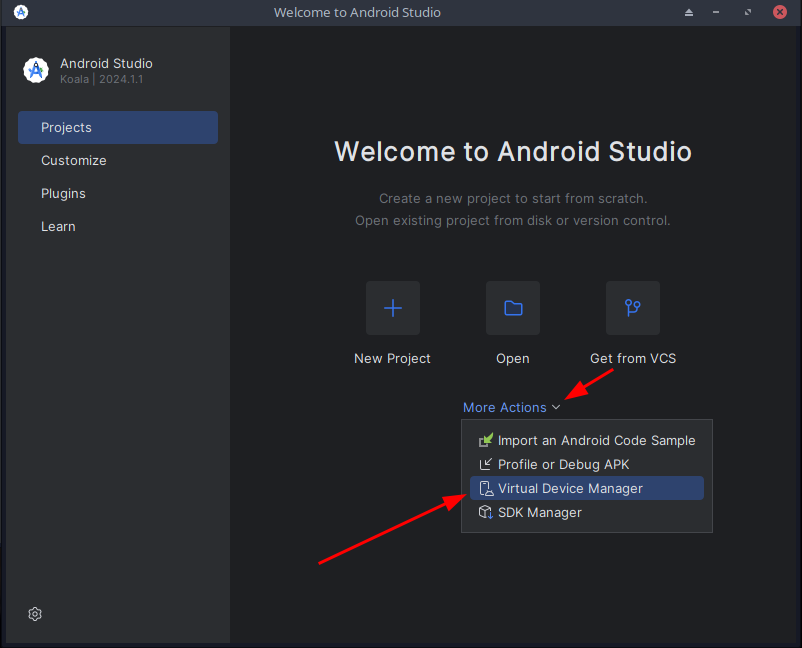 Welcome to Android Studio
Android Studio
Koala | 2024.1.1
Projects
Customize
Plugins
Learn
Welcome to Android Studio
Create a new project to start from scratch.
Open existing project from disk or version control.
New Project
Open
Get from VCS
More Actions
Import an Android Code Sample
Profile or Debug APK
Virtual Device Manager
SDK Manager